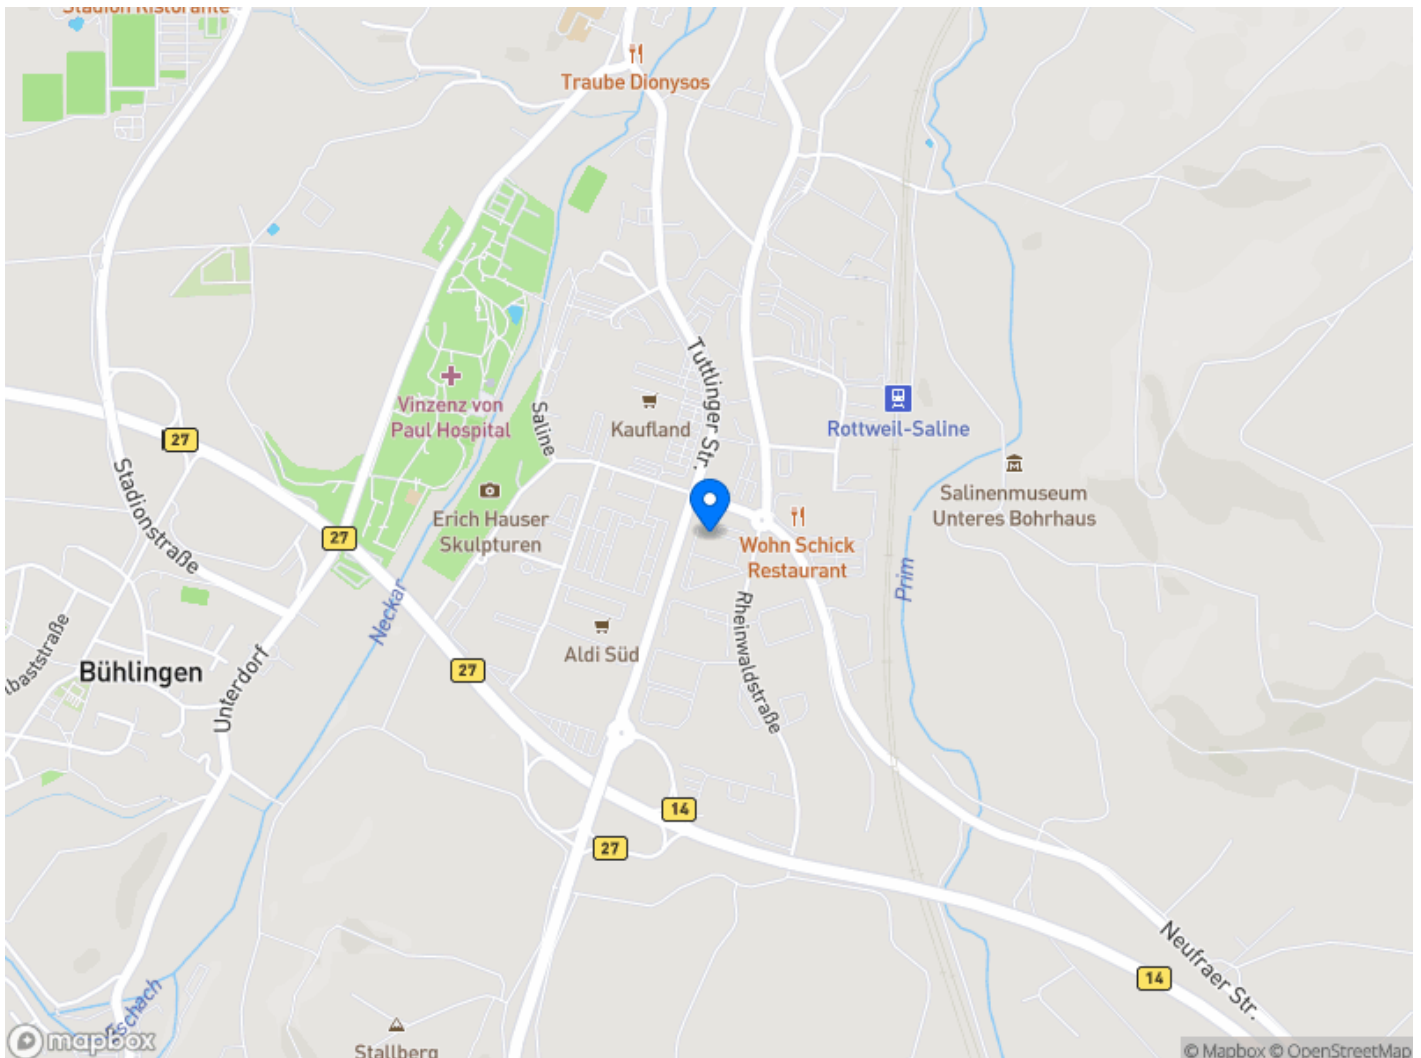 Stadion Ristorante
Traube Dionysos
Tuttlinger Str.
Vinzenz von
Paul Hospital
Saline
Kaufland
Rottweil-Saline
27
Stadionstraße
Erich Hauser
Skulpturen
Salinenmuseum
Unteres Bohrhaus
Wohn Schick
Restaurant
27
Neckar
Prim
Rheinwaldstraße
Aldi Süd
Bühlingen
Unterdorf
27
14
27
Neufraer Str.
14
Stallberg
mapbox
© Mapbox © OpenStreetMap